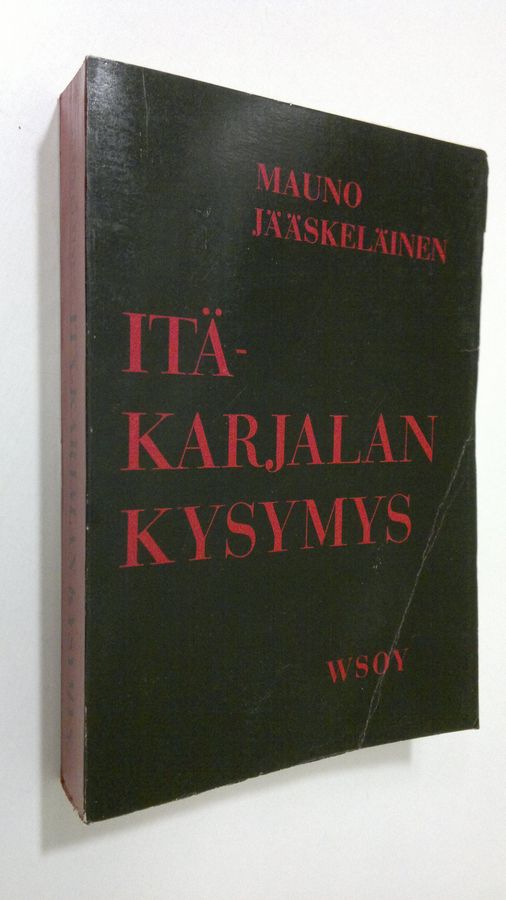 MAUNO
JÄÄSKELÄINEN
ITÄ-
KARJALAN
KYSYMYS
WSOY